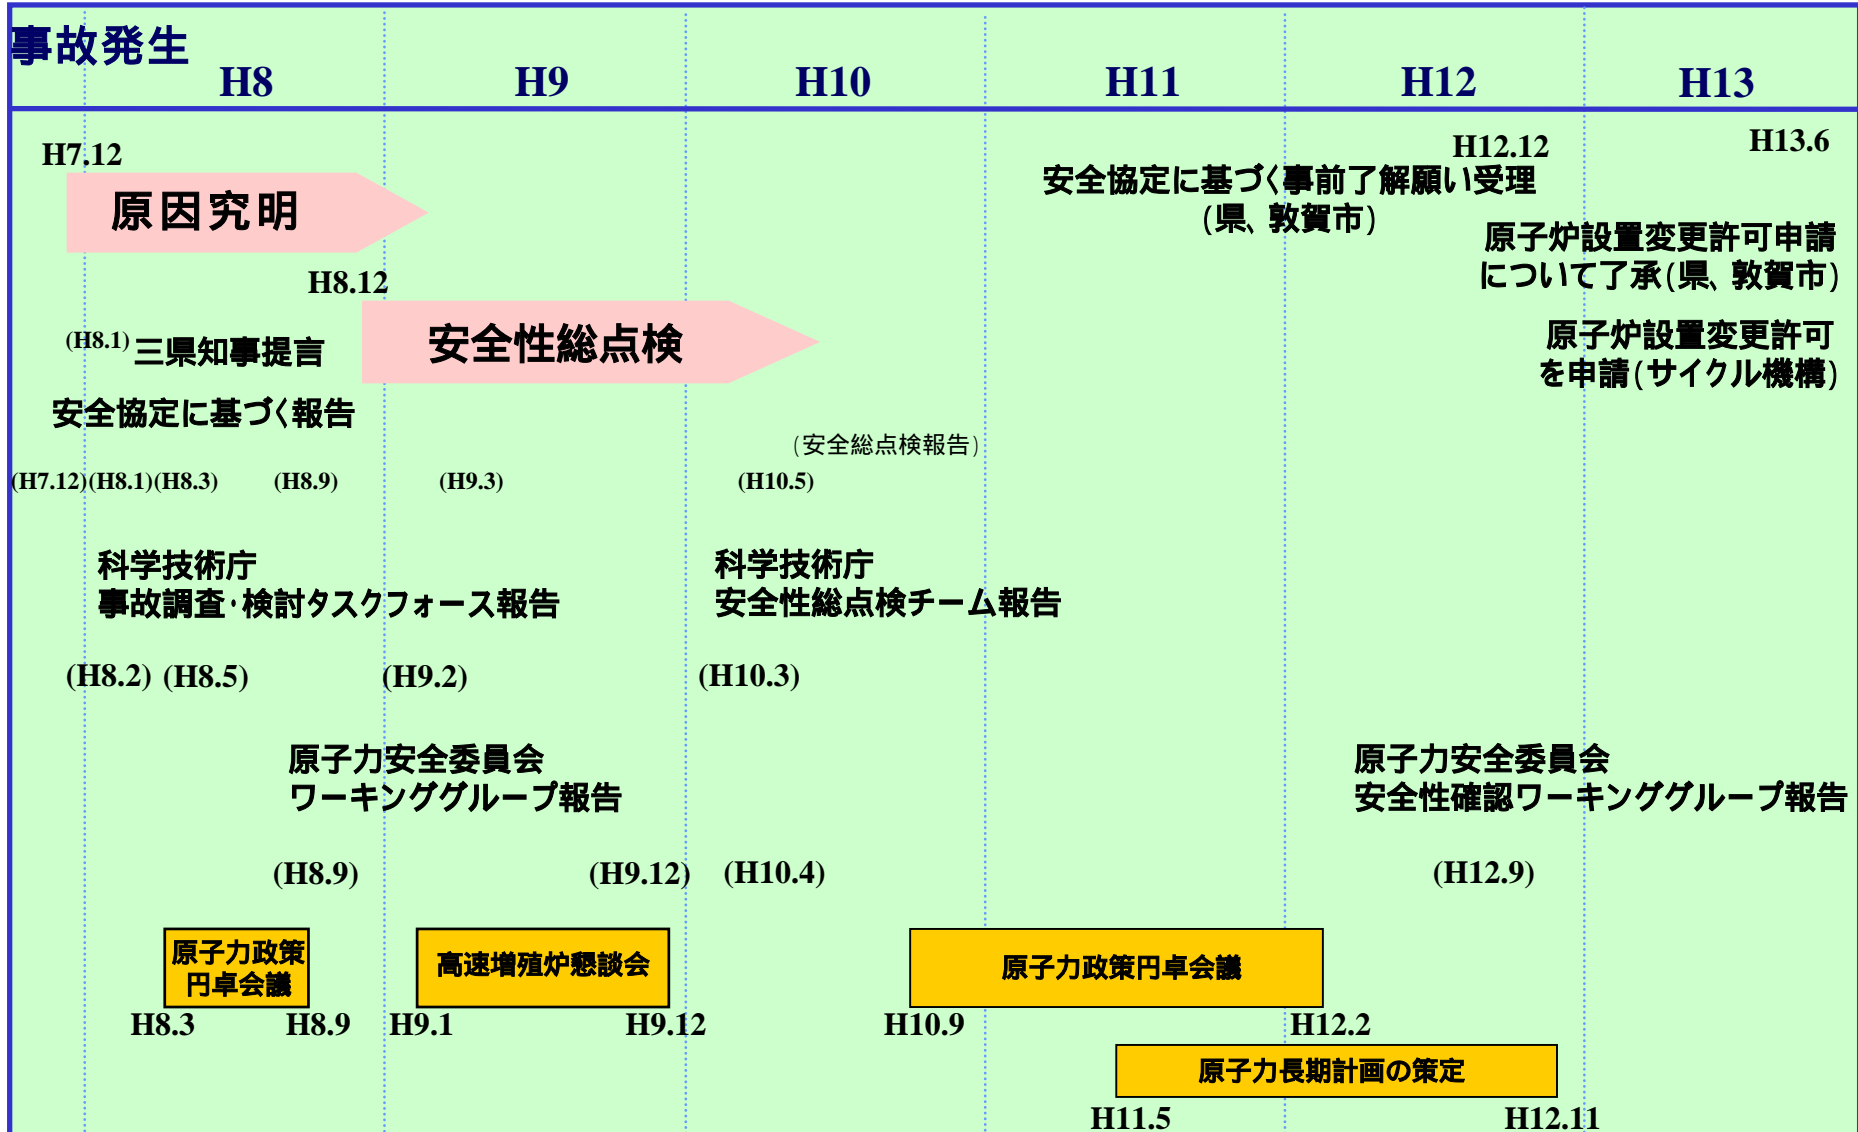 事故発生
H8 H9 H10 H11 H12 H13
H7.12
原因究明
H12.12
安全協定に基づく事前了解願い受理
(県、敦賀市)
H13.6
原子炉設置変更許可申請
について了承(県、敦賀市)
原子炉設置変更許可
を申請(サイクル機構)
H8.12
安全性総点検
(H8.1)三県知事提言
安全協定に基づく報告
(安全総点検報告)
(H7.12)(H8.1)(H8.3) (H8.9) (H9.3) (H10.5)
科学技術庁
事故調査・検討タスクフォース報告
科学技術庁
安全性総点検チーム報告
(H8.2) (H8.5) (H9.2) (H10.3)
原子力安全委員会
ワーキンググループ報告
原子力安全委員会
安全性確認ワーキンググループ報告
(H8.9) (H9.12) (H10.4) (H12.9)
原子力政策
円卓会議
高速増殖炉懇談会
原子力政策円卓会議
H8.3 H8.9 H9.1 H9.12 H10.9 H12.2
原子力長期計画の策定
H11.5 H12.11